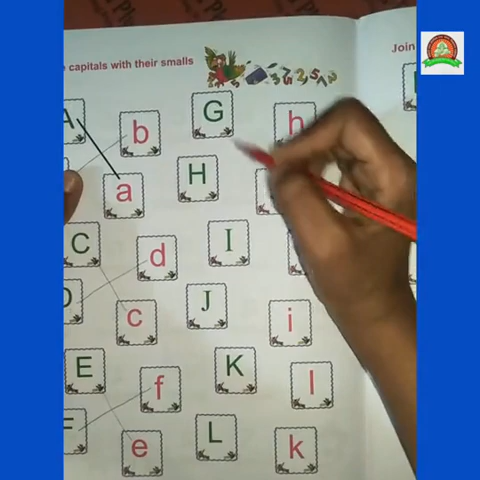 capitals with their smalls
Join
A b G h
a H
C d I
D c J i
E f K l
F e L k